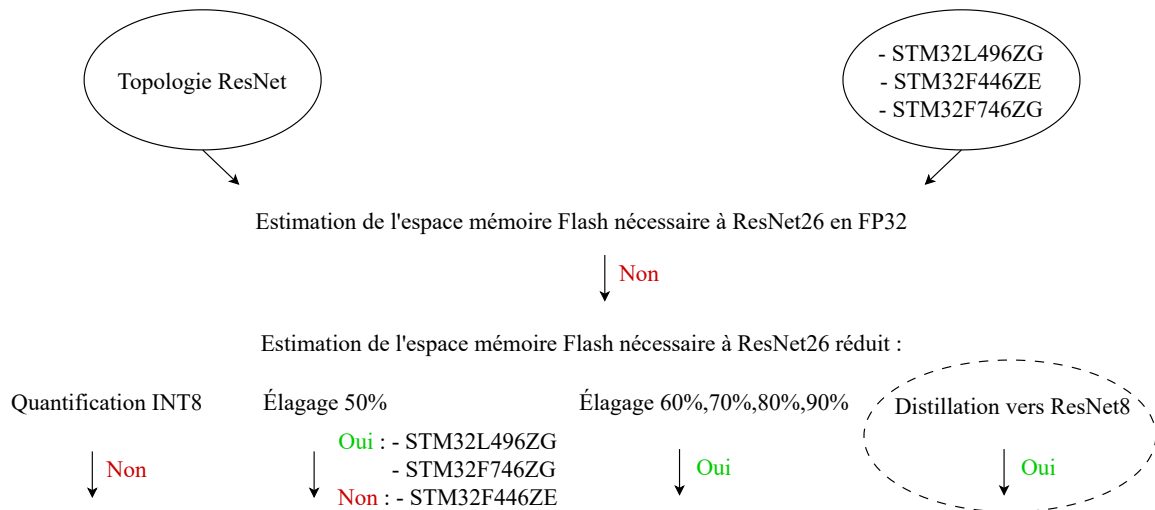 Topologie ResNet
- STM32L496ZG
- STM32F446ZE
- STM32F746ZG
Estimation de l'espace mémoire Flash nécessaire à ResNet26 en FP32
Non
Estimation de l'espace mémoire Flash nécessaire à ResNet26 réduit :
Quantification INT8
Élagage 50%
Élagage 60%,70%,80%,90%
Distillation vers ResNet8
Non
Oui : - STM32L496ZG
- STM32F746ZG
Non : - STM32F446ZE
Oui
Oui